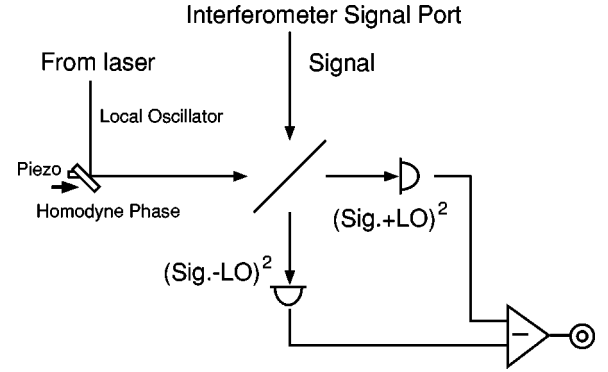 Interferometer Signal Port
From laser
Signal
Local Oscillator
Piezo
Homodyne Phase
(Sig.+LO)²
(Sig.-LO)²
−